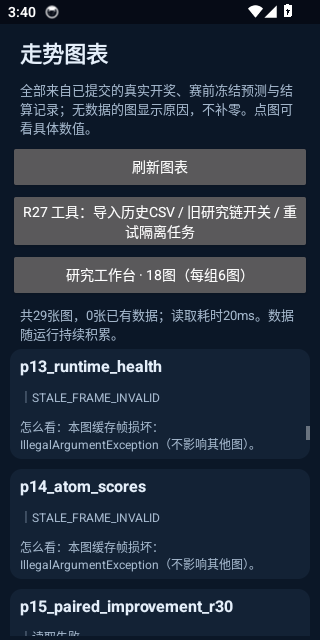 3:40
走势图表
全部来自已提交的真实开奖、赛前冻结预测与结
算记录；无数据的图显示原因，不补零。点图可
看具体数值。
刷新图表
R27 工具：导入历史CSV / 旧研究链开关 / 重
试隔离任务
研究工作台 · 18图（每组6图）
共29张图，0张已有数据；读取耗时20ms。数据
随运行持续积累。
p13_runtime_health
｜STALE_FRAME_INVALID
怎么看：本图缓存帧损坏：
IllegalArgumentException（不影响其他图）。
p14_atom_scores
｜STALE_FRAME_INVALID
怎么看：本图缓存帧损坏：
IllegalArgumentException（不影响其他图）。
p15_paired_improvement_r30
｜读取失败